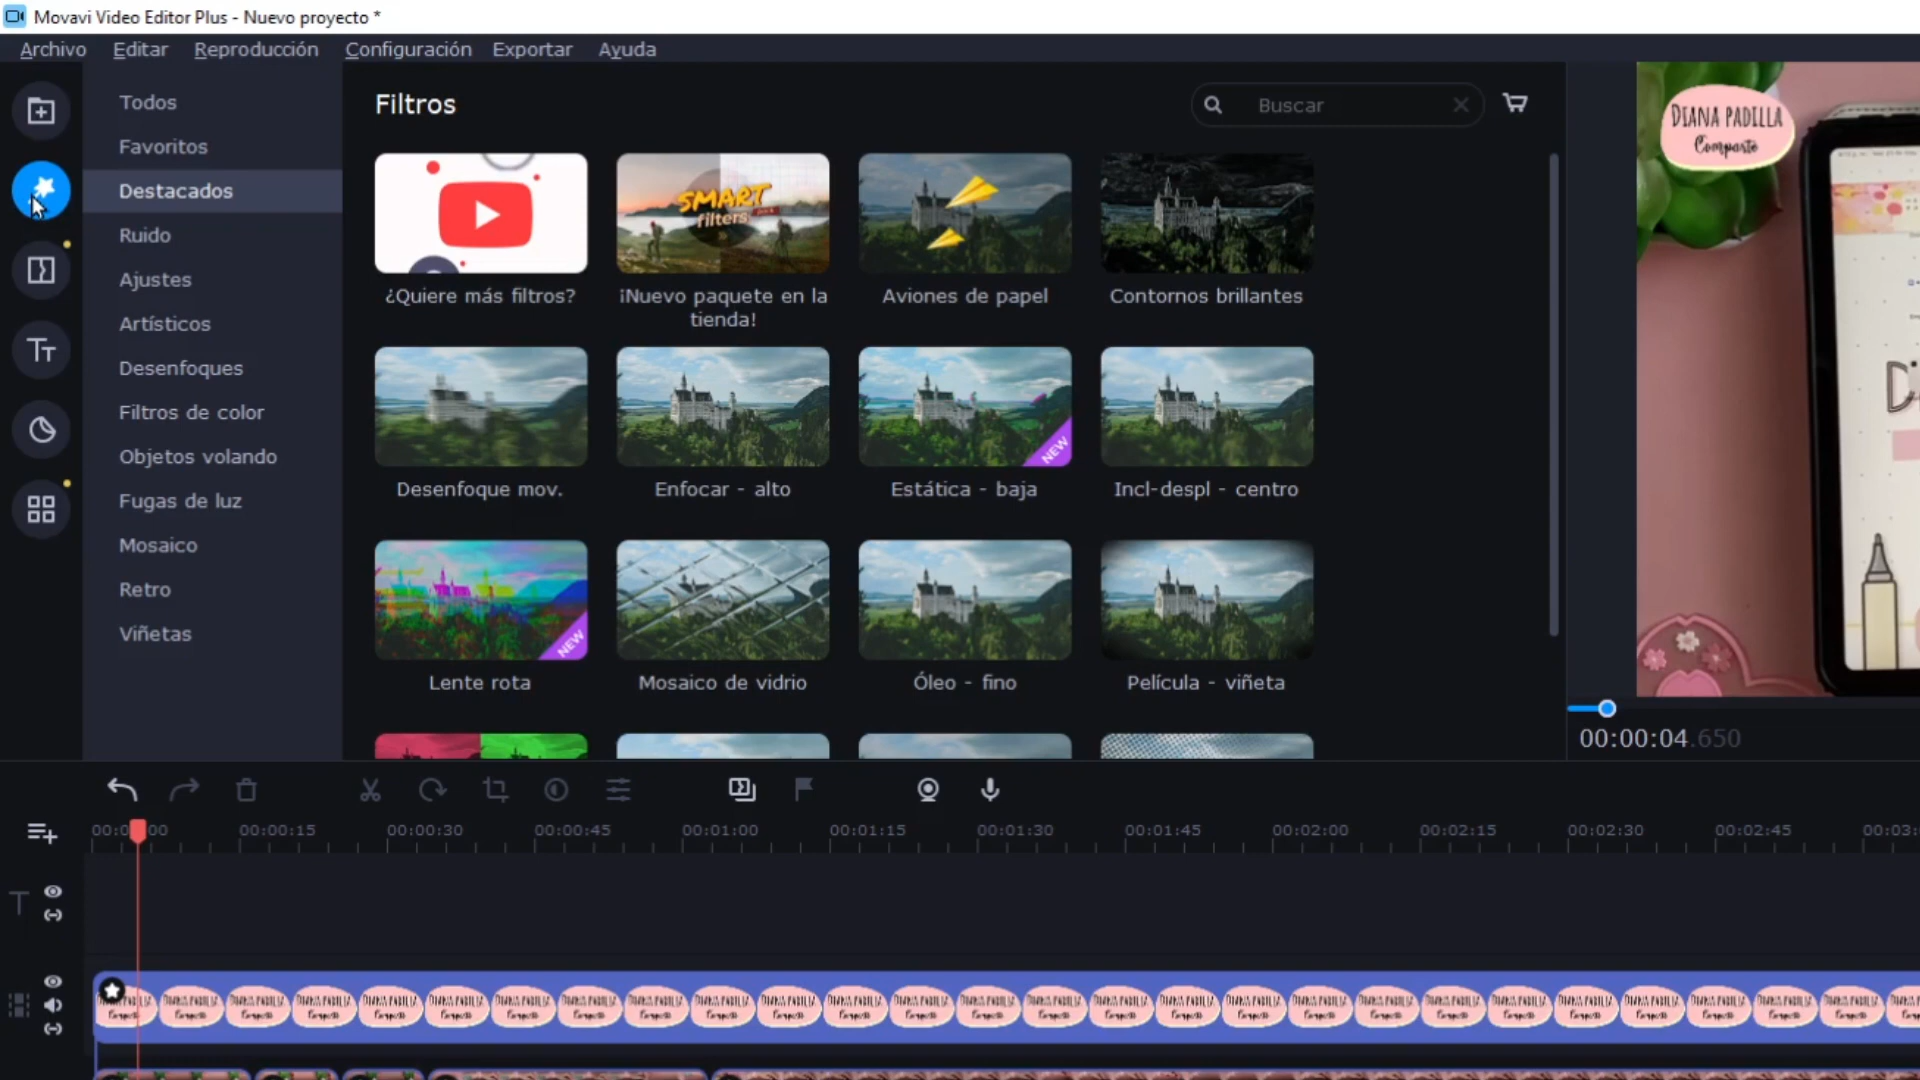 Movavi Video Editor Plus - Nuevo proyecto *
Archivo Editar Reproducción Configuración Exportar Ayuda
Todos
Favoritos
Destacados
Ruido
Ajustes
Artísticos
Desenfoques
Filtros de color
Objetos volando
Fugas de luz
Mosaico
Retro
Viñetas
Filtros
Buscar
SMART
filters
¿Quiere más filtros?
¡Nuevo paquete en la
tienda!
Aviones de papel
Contornos brillantes
NEW
Desenfoque mov.
Enfocar - alto
Estática - baja
Incl-despl - centro
NEW
Lente rota
Mosaico de vidrio
Óleo - fino
Película - viñeta
DIANA PADILLA
Comparte
00:00:04.650
00:00:15 00:00:30 00:00:45 00:01:00 00:01:15 00:01:30 00:01:45 00:02:00 00:02:15 00:02:30 00:02:45